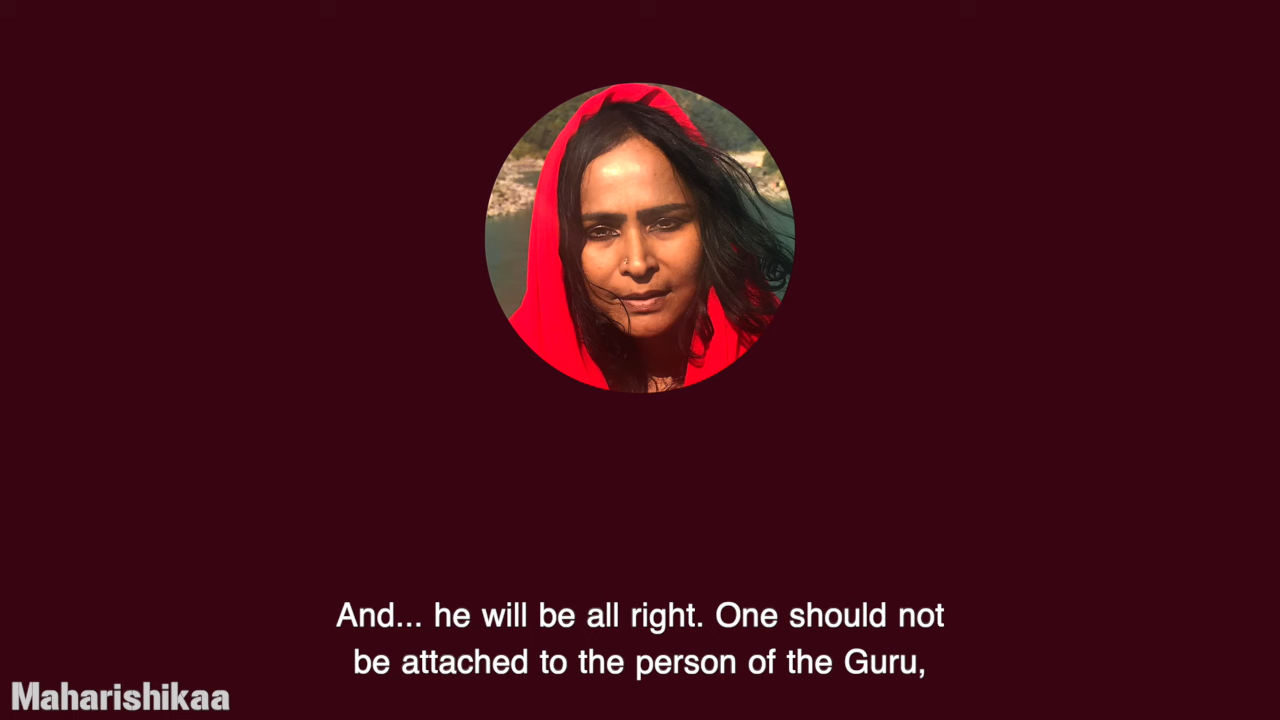 And... he will be all right. One should not
be attached to the person of the Guru,
Maharishikaa